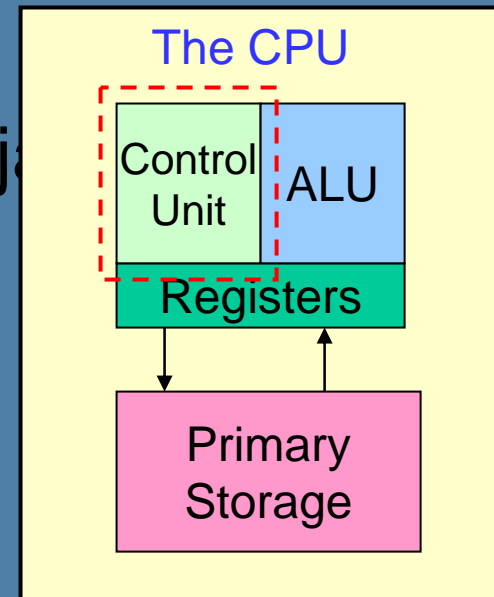 The CPU
Control
Unit
ALU
Registers
Primary
Storage